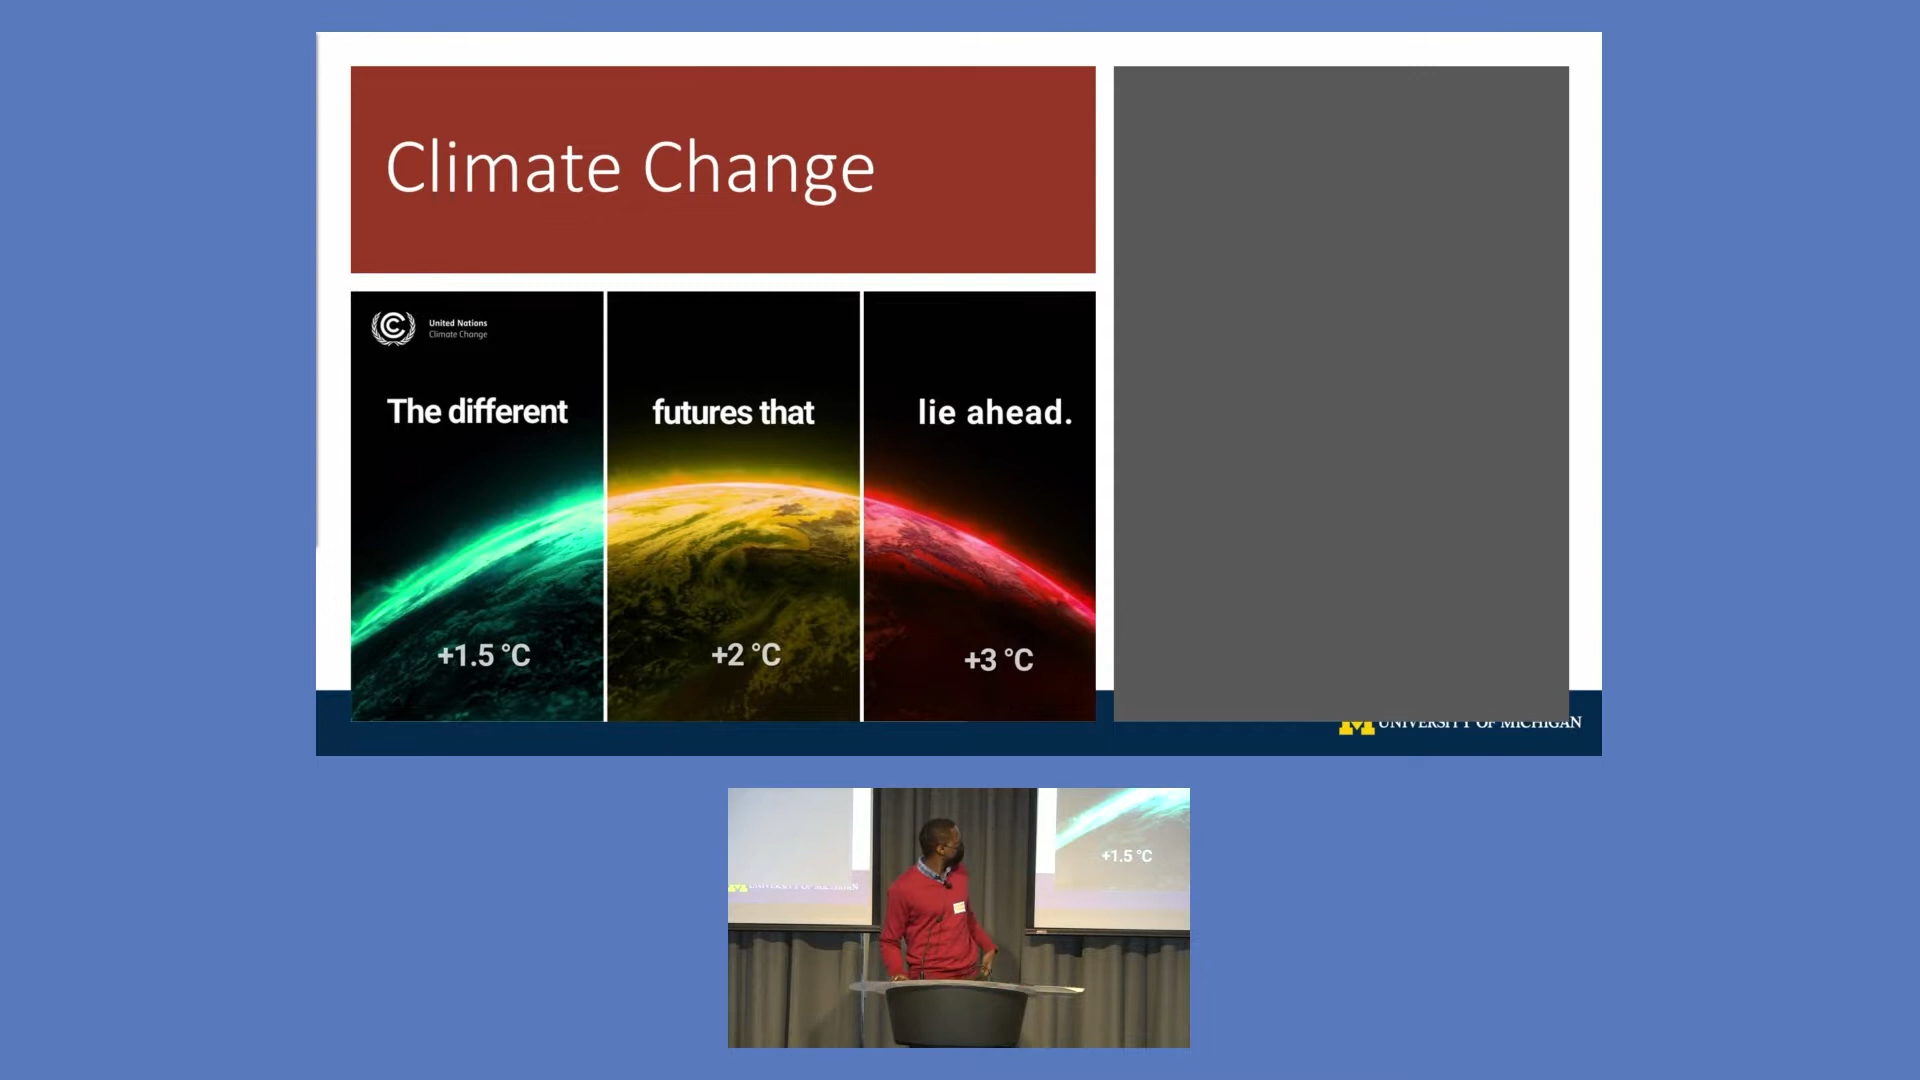 Climate Change
United Nations
Climate Change
The different futures that lie ahead.
+1.5 °C
+2 °C
+3 °C
UNIVERSITY OF MICHIGAN
+1.5 °C
UNIVERSITY OF MICHIGAN